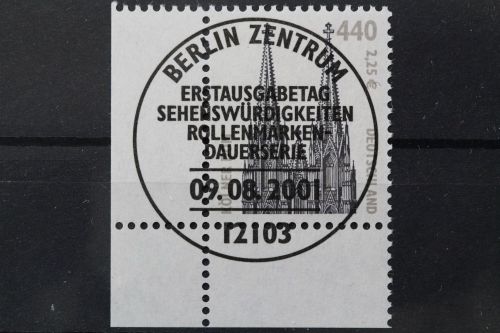 BERLIN ZENTRUM
ERSTAUSGABETAG
SEHENSWÜRDIGKEITEN
ROLLENMARKEN-
DAUERSERIE
09.08.2001
12103
440
2,25 €
DEUTSCHLAND